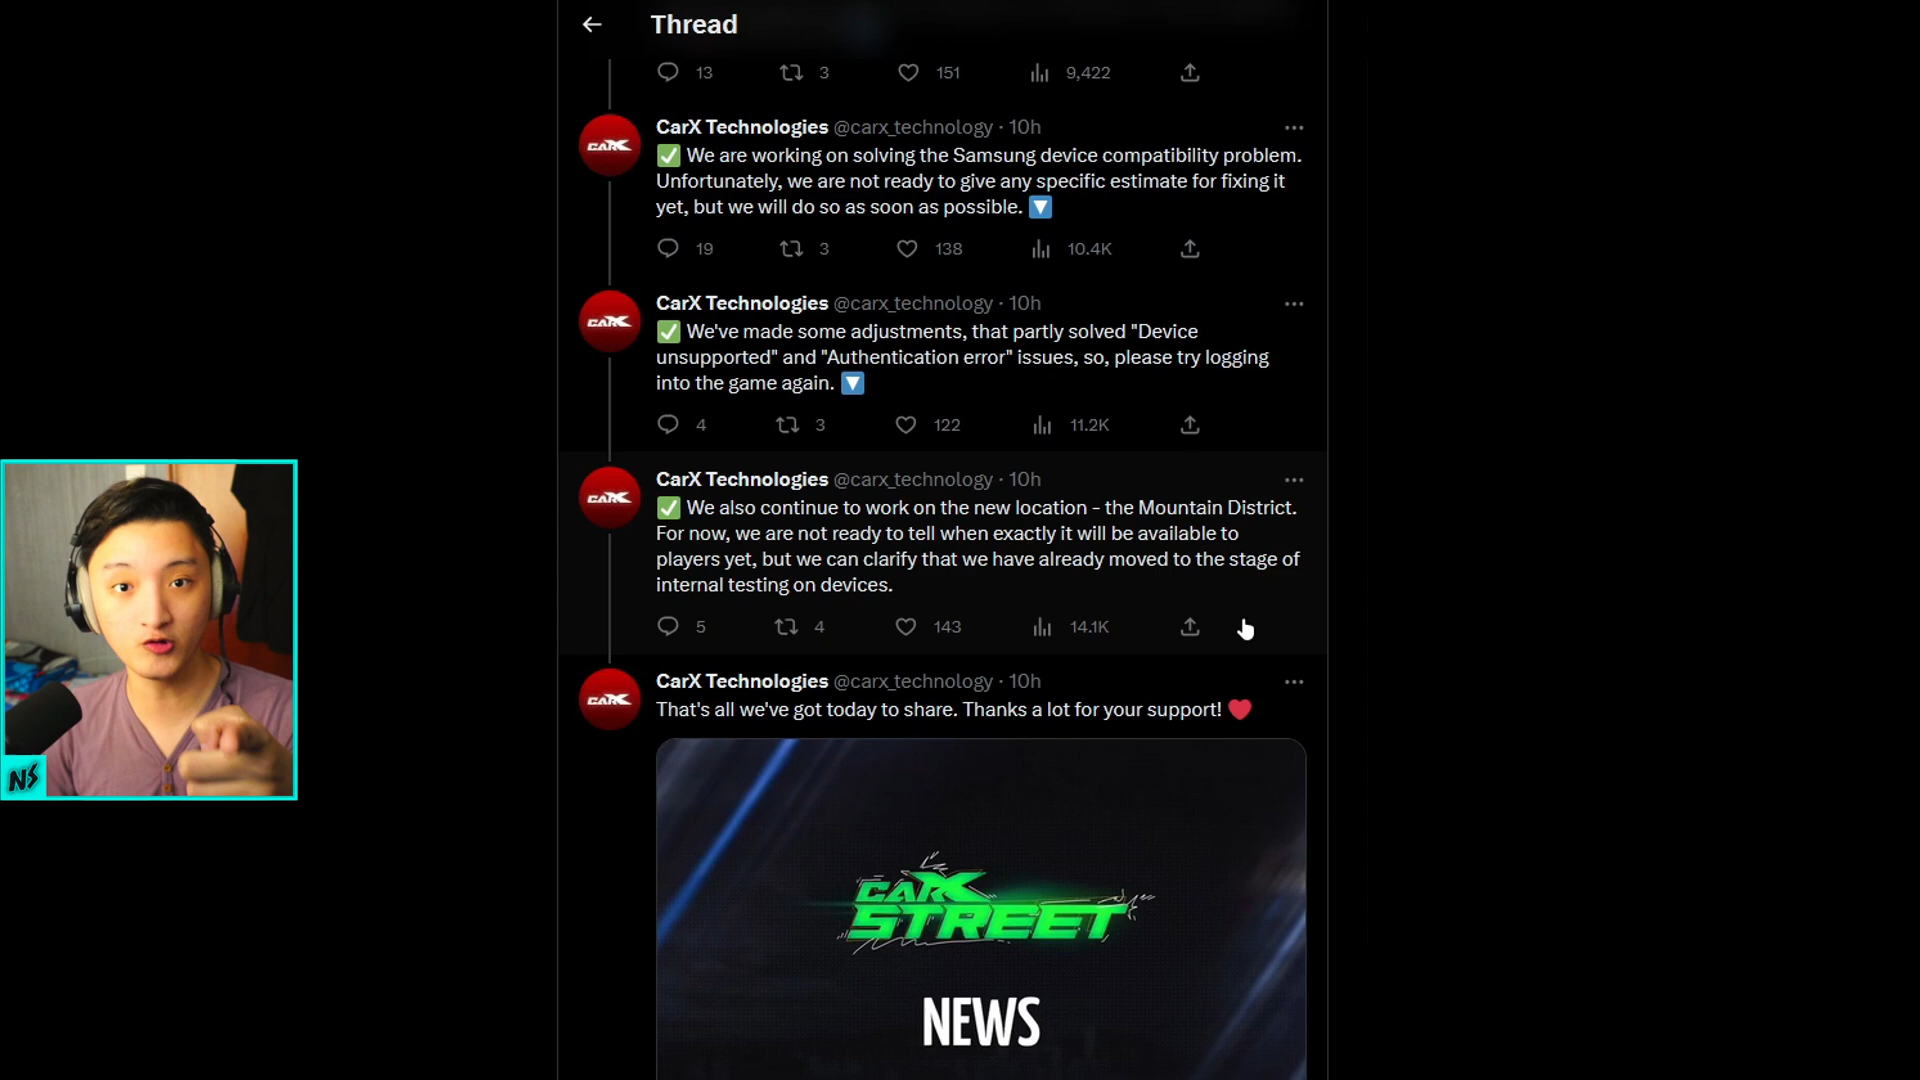 Thread
13 3 151 9,422
CarX Technologies @carx_technology · 10h
✅ We are working on solving the Samsung device compatibility problem.
Unfortunately, we are not ready to give any specific estimate for fixing it
yet, but we will do so as soon as possible. 🔽
19 3 138 10.4K
CarX Technologies @carx_technology · 10h
✅ We've made some adjustments, that partly solved "Device
unsupported" and "Authentication error" issues, so, please try logging
into the game again. 🔽
4 3 122 11.2K
CarX Technologies @carx_technology · 10h
✅ We also continue to work on the new location - the Mountain District.
For now, we are not ready to tell when exactly it will be available to
players yet, but we can clarify that we have already moved to the stage of
internal testing on devices.
5 4 143 14.1K
CarX Technologies @carx_technology · 10h
That's all we've got today to share. Thanks a lot for your support! ❤️
CARX
STREET
NEWS
CARX
CARX
CARX
CARX
NS